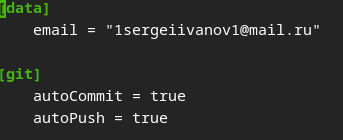 [data]
email = "1sergeiivanov1@mail.ru"
[git]
autoCommit = true
autoPush = true